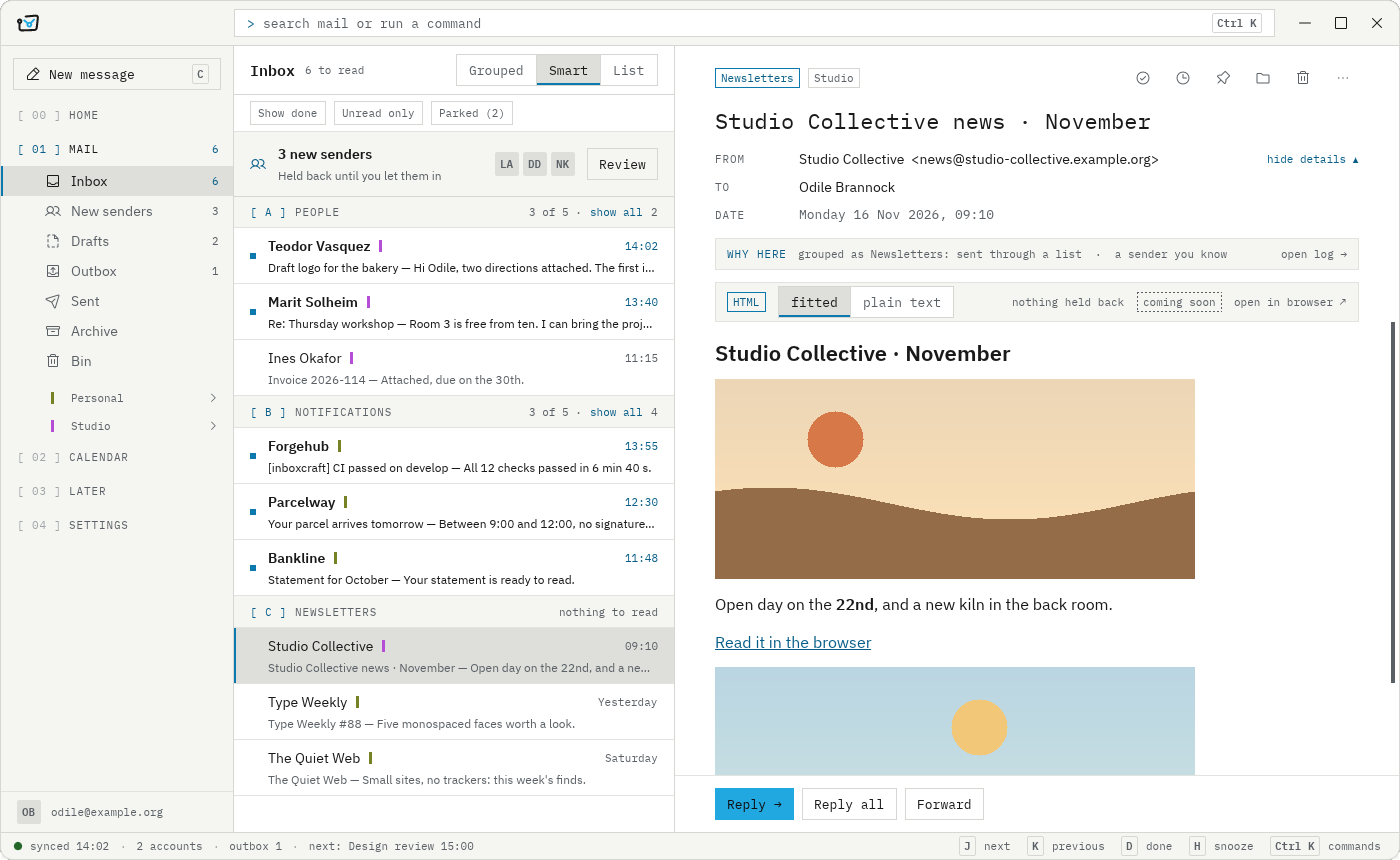 > search mail or run a command Ctrl K
New message C
[ 00 ] HOME
[ 01 ] MAIL 6
Inbox 6
New senders 3
Drafts 2
Outbox 1
Sent
Archive
Bin
Personal
Studio
[ 02 ] CALENDAR
[ 03 ] LATER
[ 04 ] SETTINGS
OB odile@example.org
Inbox 6 to read Grouped Smart List
Show done Unread only Parked (2)
3 new senders
Held back until you let them in
LA DD NK Review
[ A ] PEOPLE 3 of 5 · show all 2
Teodor Vasquez 14:02
Draft logo for the bakery — Hi Odile, two directions attached. The first i…
Marit Solheim 13:40
Re: Thursday workshop — Room 3 is free from ten. I can bring the proj…
Ines Okafor 11:15
Invoice 2026-114 — Attached, due on the 30th.
[ B ] NOTIFICATIONS 3 of 5 · show all 4
Forgehub 13:55
[inboxcraft] CI passed on develop — All 12 checks passed in 6 min 40 s.
Parcelway 12:30
Your parcel arrives tomorrow — Between 9:00 and 12:00, no signature…
Bankline 11:48
Statement for October — Your statement is ready to read.
[ C ] NEWSLETTERS nothing to read
Studio Collective 09:10
Studio Collective news · November — Open day on the 22nd, and a ne…
Type Weekly Yesterday
Type Weekly #88 — Five monospaced faces worth a look.
The Quiet Web Saturday
The Quiet Web — Small sites, no trackers: this week's finds.
Newsletters Studio
Studio Collective news · November
FROM Studio Collective <news@studio-collective.example.org> hide details ▴
TO Odile Brannock
DATE Monday 16 Nov 2026, 09:10
WHY HERE grouped as Newsletters: sent through a list · a sender you know open log →
HTML fitted plain text nothing held back coming soon open in browser ↗
Studio Collective · November
Open day on the 22nd, and a new kiln in the back room.
Read it in the browser
Reply → Reply all Forward
synced 14:02 · 2 accounts · outbox 1 · next: Design review 15:00
J next K previous D done H snooze Ctrl K commands